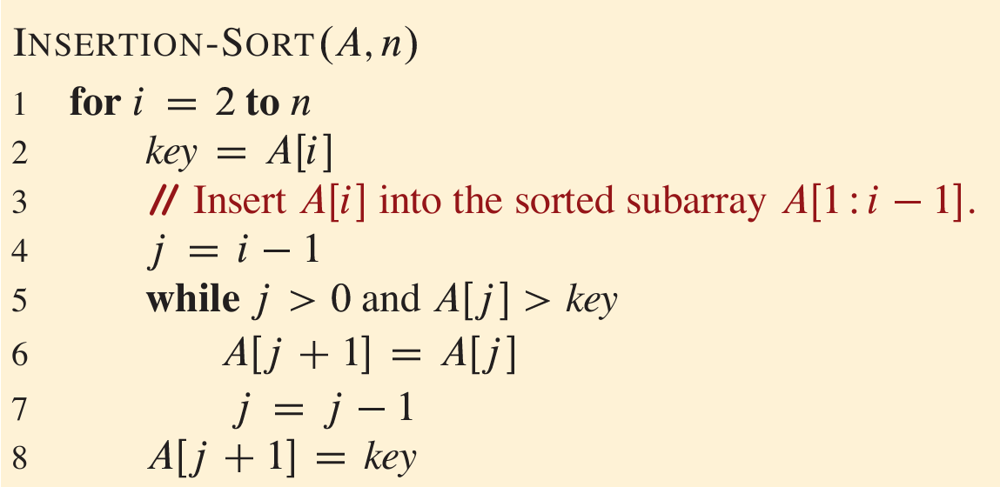 INSERTION-SORT(A, n)
1 for i = 2 to n
2 key = A[i]
3 // Insert A[i] into the sorted subarray A[1 : i − 1].
4 j = i − 1
5 while j > 0 and A[j] > key
6 A[j + 1] = A[j]
7 j = j − 1
8 A[j + 1] = key